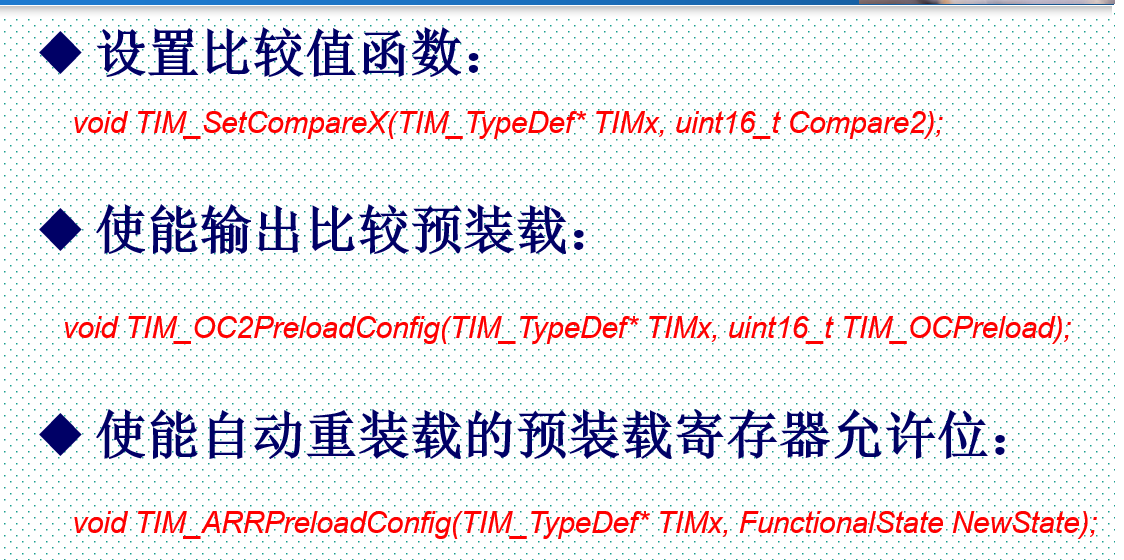 ◆ 设置比较值函数：
void TIM_SetCompareX(TIM_TypeDef* TIMx, uint16_t Compare2);
◆ 使能输出比较预装载：
void TIM_OC2PreloadConfig(TIM_TypeDef* TIMx, uint16_t TIM_OCPreload);
◆ 使能自动重装载的预装载寄存器允许位：
void TIM_ARRPreloadConfig(TIM_TypeDef* TIMx, FunctionalState NewState);